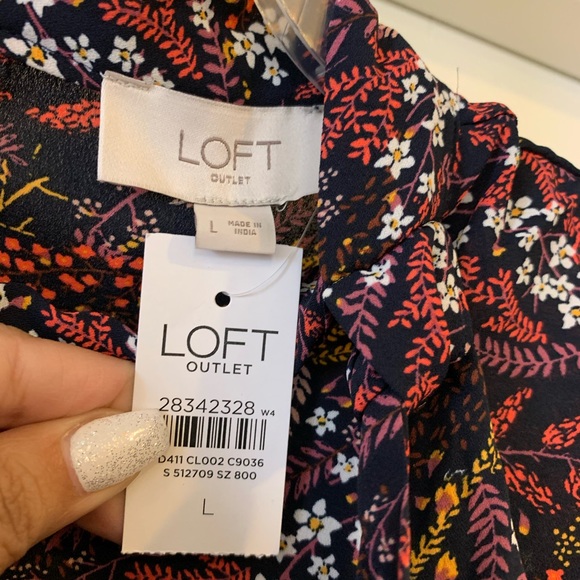 LOFT
OUTLET
L
MADE IN
INDIA
LOFT
OUTLET
28342328 W4
D411 CL002 C9036
S 512709 SZ 800
L